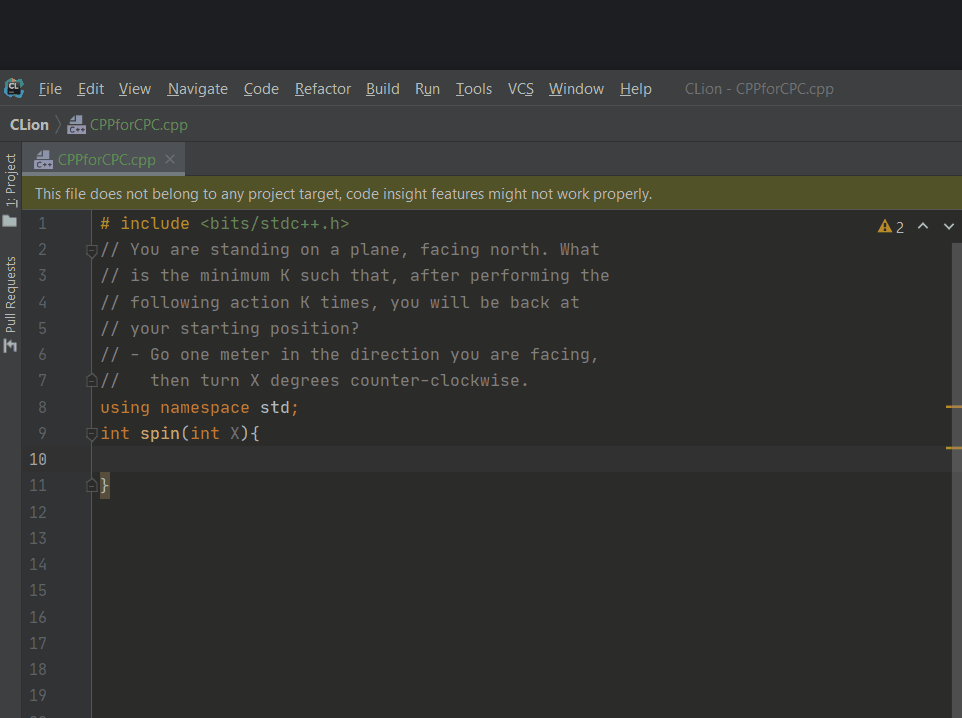 CL File Edit View Navigate Code Refactor Build Run Tools VCS Window Help CLion - CPPforCPC.cpp
CLion C++ CPPforCPC.cpp
C++ CPPforCPC.cpp
1: Project
Pull Requests
This file does not belong to any project target, code insight features might not work properly.
2
1 # include <bits/stdc++.h>
2 // You are standing on a plane, facing north. What
3 // is the minimum K such that, after performing the
4 // following action K times, you will be back at
5 // your starting position?
6 // - Go one meter in the direction you are facing,
7 //   then turn X degrees counter-clockwise.
8 using namespace std;
9 int spin(int X){
10
11 }
12
13
14
15
16
17
18
19